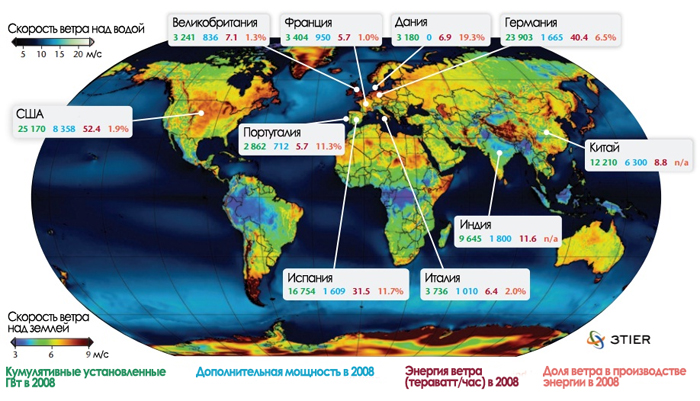 Великобритания
3 241 836 7.1 1.3%
Франция
3 404 950 5.7 1.0%
Дания
3 180 0 6.9 19.3%
Германия
23 903 1 665 40.4 6.5%
Скорость ветра над водой
5 10 15 20 м/с
США
25 170 8 358 52.4 1.9%
Португалия
2 862 712 5.7 11.3%
Китай
12 210 6 300 8.8 n/a
Индия
9 645 1 800 11.6 n/a
Испания
16 754 1 609 31.5 11.7%
Италия
3 736 1 010 6.4 2.0%
Скорость ветра
над землей
3 6 9 м/с
3TIER
Кумулятивные установленные
ГВт в 2008
Дополнительная мощность в 2008
Энергия ветра
(тераватт/час) в 2008
Доля ветра в производстве
энергии в 2008